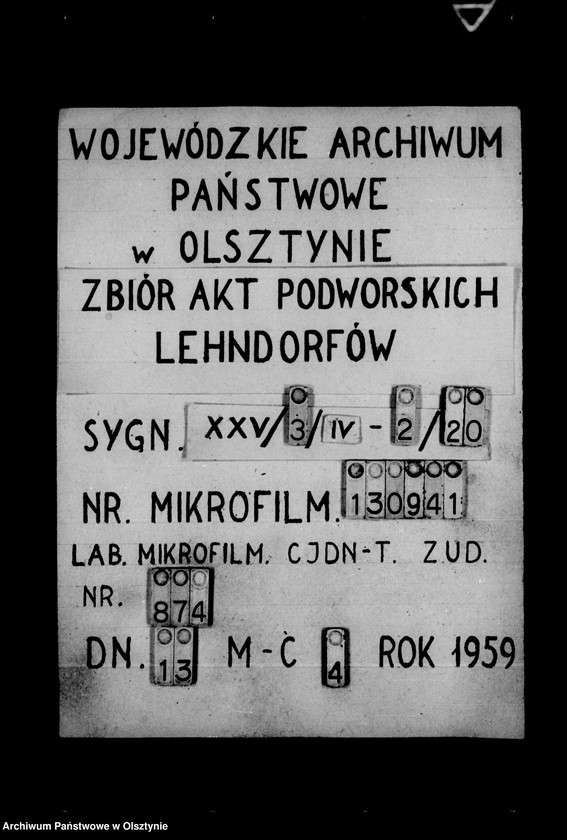 WOJEWÓDZKIE ARCHIWUM
PAŃSTWOWE
w OLSZTYNIE
ZBIÓR AKT PODWORSKICH
LEHNDORFÓW
SYGN. XXV/3/IV-2/20
NR. MIKROFILM. 130941
LAB. MIKROFILM. CJDN-T. ZUD.
NR. 874
DN. 13 M-C 4 ROK 1959
Archiwum Państwowe w Olsztynie